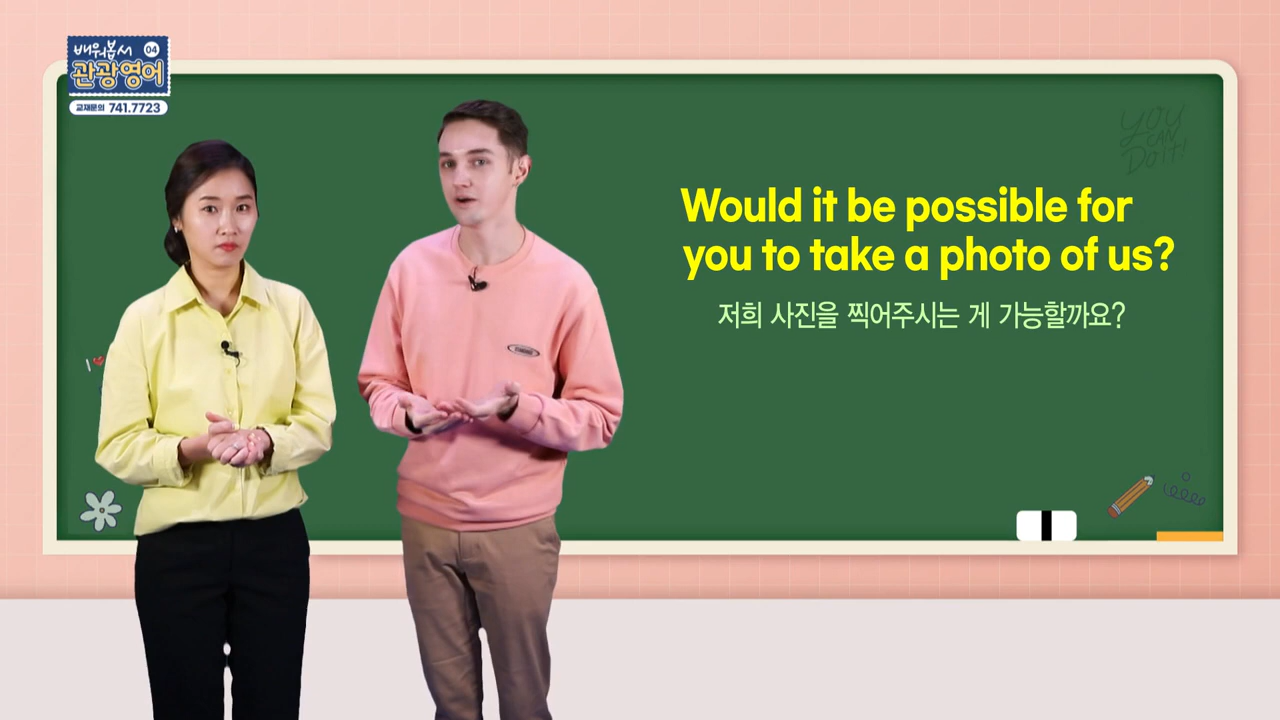 배워봅서 04
관광영어
교재문의 741.7723
YOU
CAN
DO IT!
Would it be possible for
you to take a photo of us?
저희 사진을 찍어주시는 게 가능할까요?
I